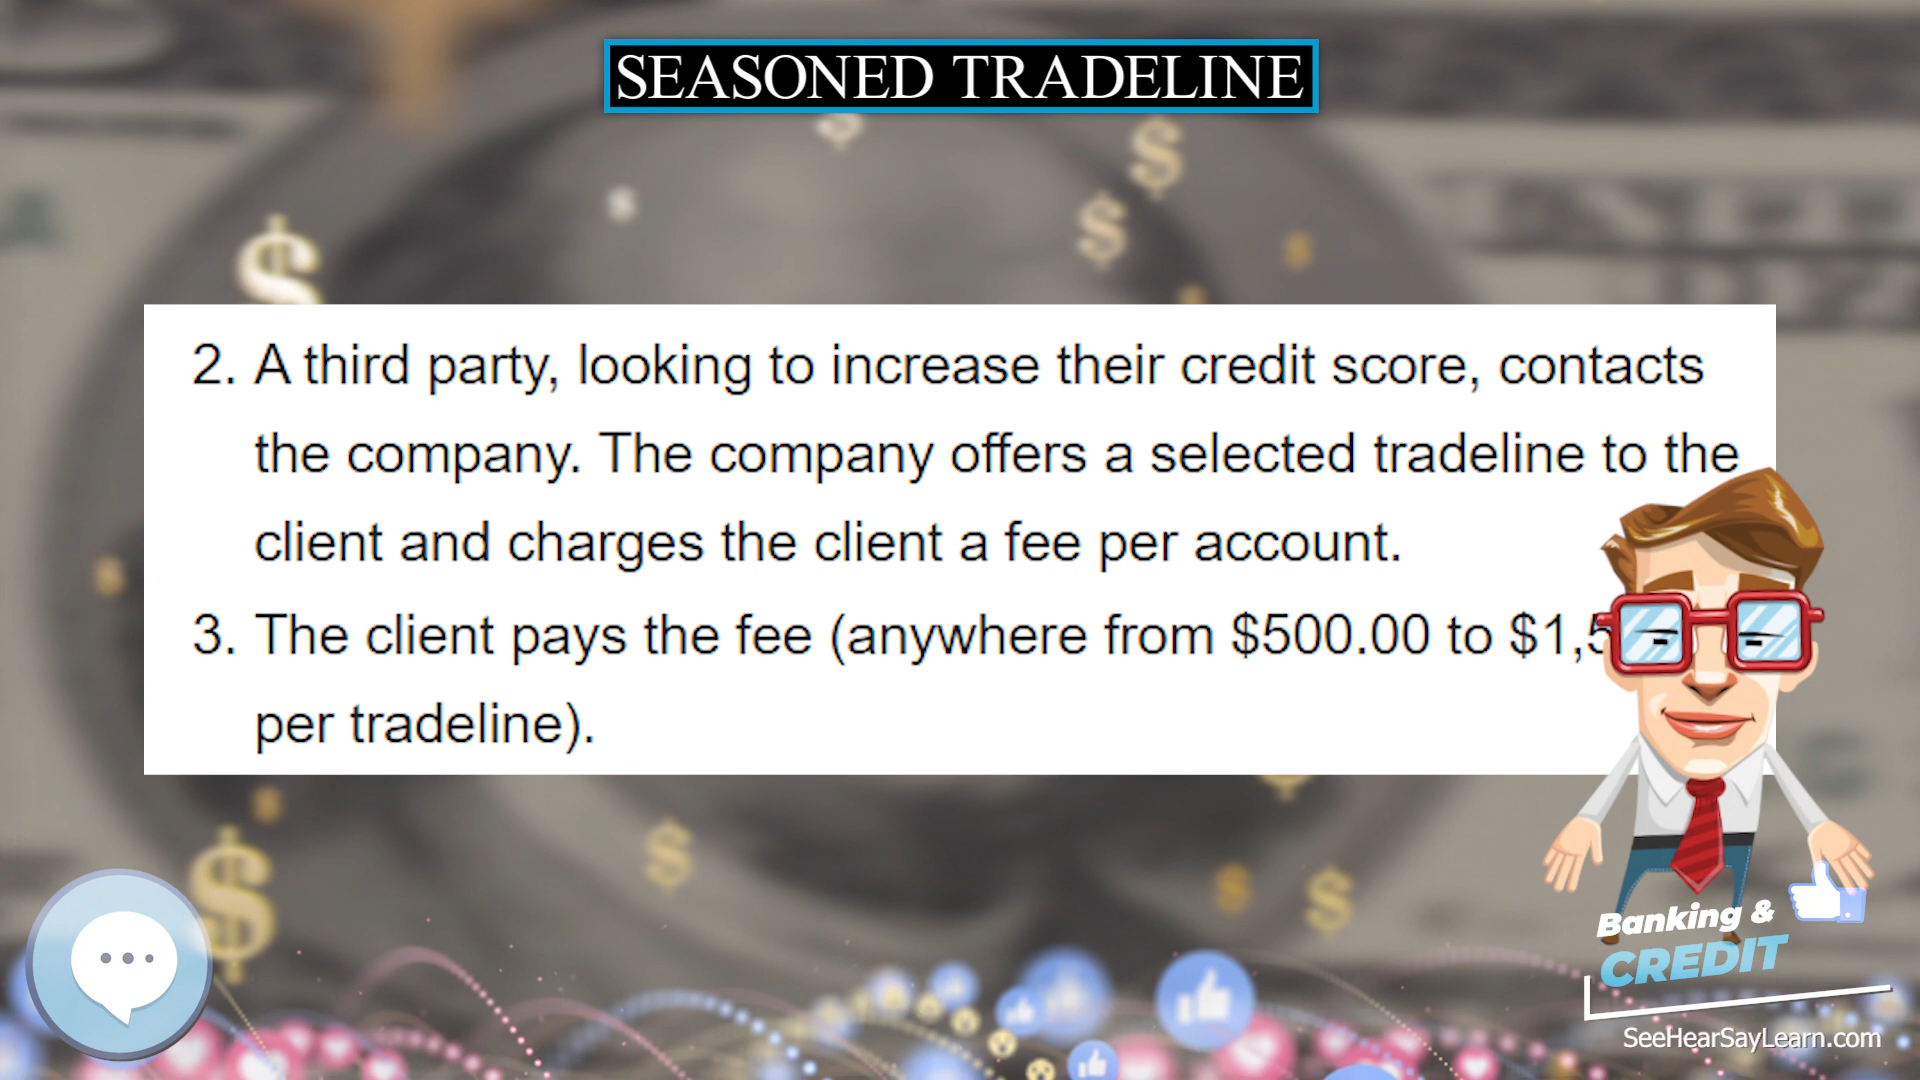 SEASONED TRADELINE
2. A third party, looking to increase their credit score, contacts
the company. The company offers a selected tradeline to the
client and charges the client a fee per account.
3. The client pays the fee (anywhere from $500.00 to $1,5
per tradeline).
Banking &
CREDIT
SeeHearSayLearn.com